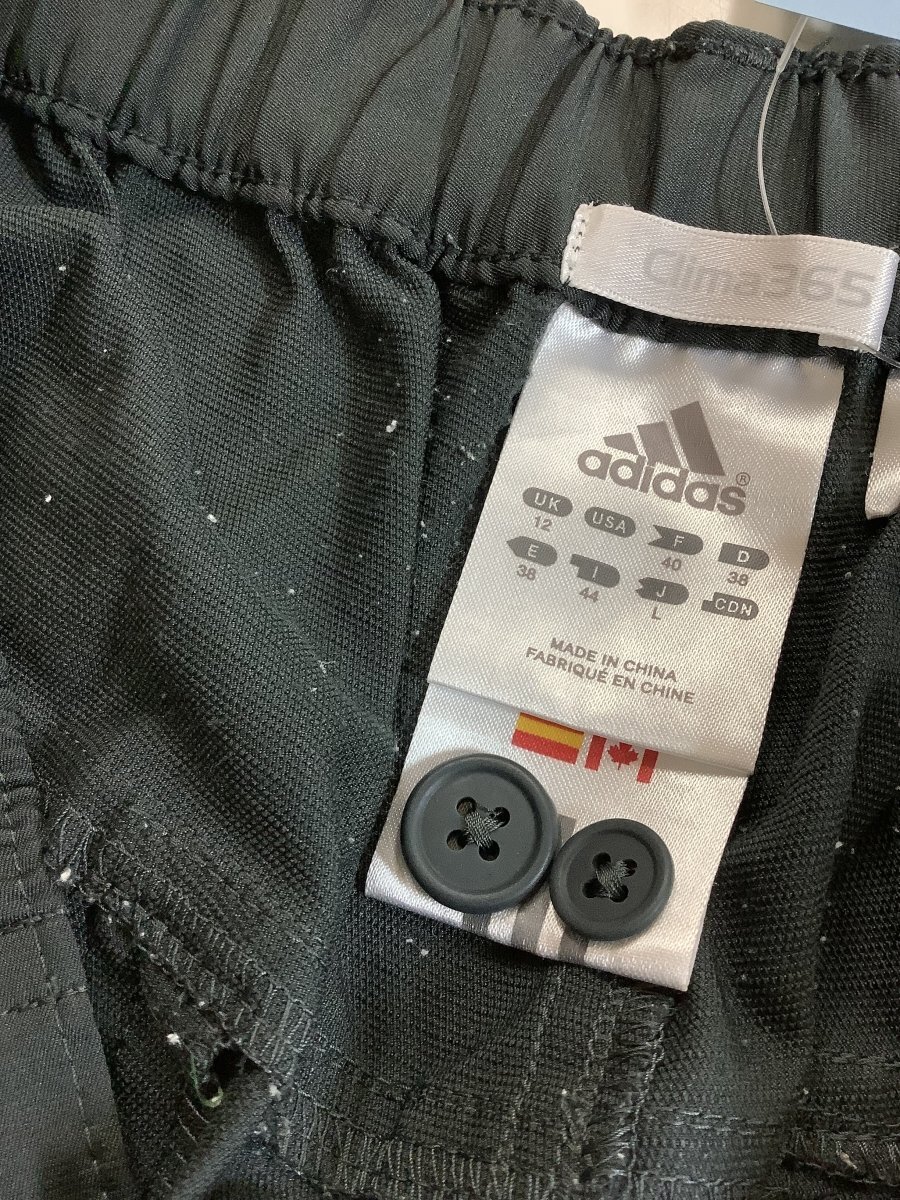 Clima365
adidas®
UK USA F D
12 40 38
E I J CDN
38 44 L
MADE IN CHINA
FABRIQUÉ EN CHINE